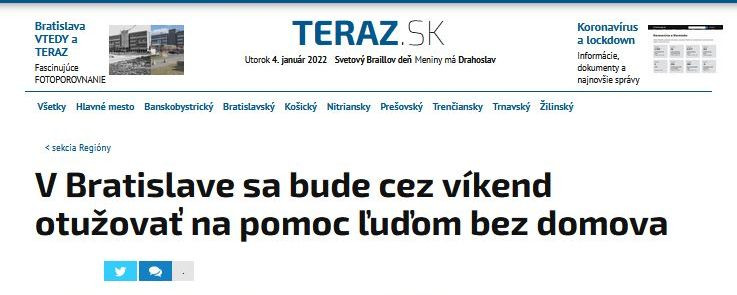 Bratislava
VTEDY a
TERAZ
Fascinujúce
FOTOPOROVNANIE
TERAZ.SK
Utorok 4. január 2022 Svetový Braillov deň Meniny má Drahoslav
Koronavírus
a lockdown
Informácie,
dokumenty a
najnovšie správy
Všetky Hlavné mesto Banskobystrický Bratislavský Košický Nitriansky Prešovský Trenčiansky Trnavský Žilinský
< sekcia Regióny
V Bratislave sa bude cez víkend
otužovať na pomoc ľuďom bez domova
.